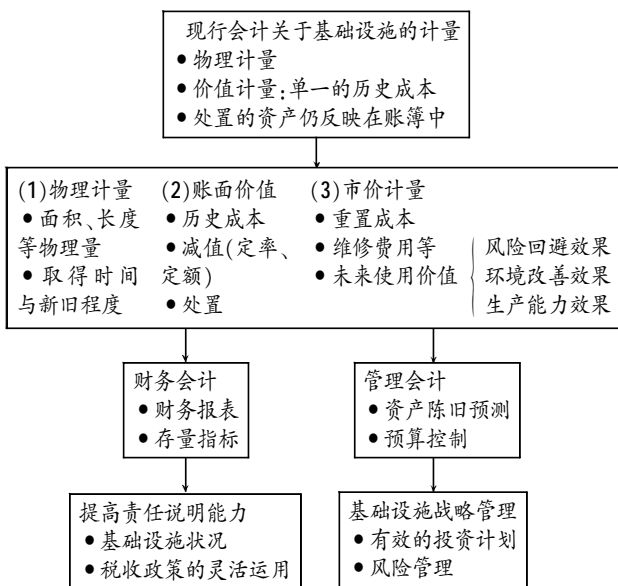 现行会计关于基础设施的计量
●物理计量
●价值计量:单一的历史成本
●处置的资产仍反映在账簿中
(1)物理计量
●面积、长度
等物理量
●取得时间
与新旧程度
(2)账面价值
●历史成本
●减值(定率、
定额)
●处置
(3)市价计量
●重置成本
●维修费用等
●未来使用价值
风险回避效果
环境改善效果
生产能力效果
财务会计
●财务报表
●存量指标
管理会计
●资产陈旧预测
●预算控制
提高责任说明能力
●基础设施状况
●税收政策的灵活运用
基础设施战略管理
●有效的投资计划
●风险管理